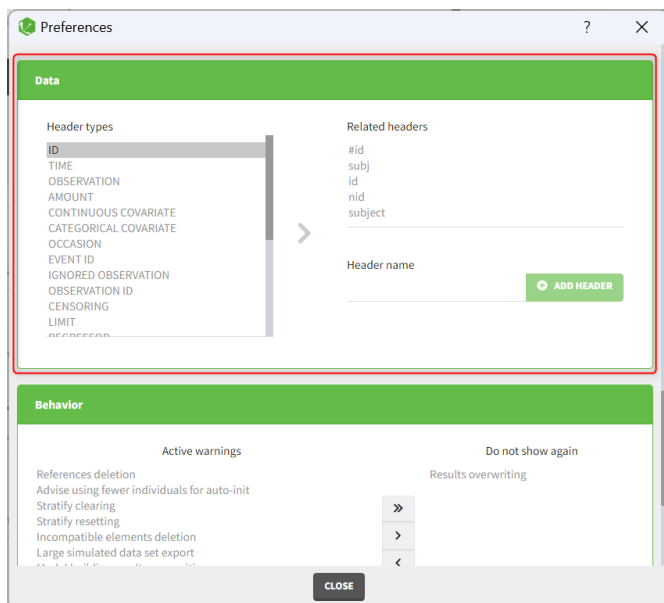 Preferences
?
Data
Header types
ID
TIME
OBSERVATION
AMOUNT
CONTINUOUS COVARIATE
CATEGORICAL COVARIATE
OCCASION
EVENT ID
IGNORED OBSERVATION
OBSERVATION ID
CENSORING
LIMIT
Related headers
#id
subj
id
nid
subject
Header name
ADD HEADER
Behavior
Active warnings
References deletion
Advise using fewer individuals for auto-init
Stratify clearing
Stratify resetting
Incompatible elements deletion
Large simulated data set export
Do not show again
Results overwriting
CLOSE